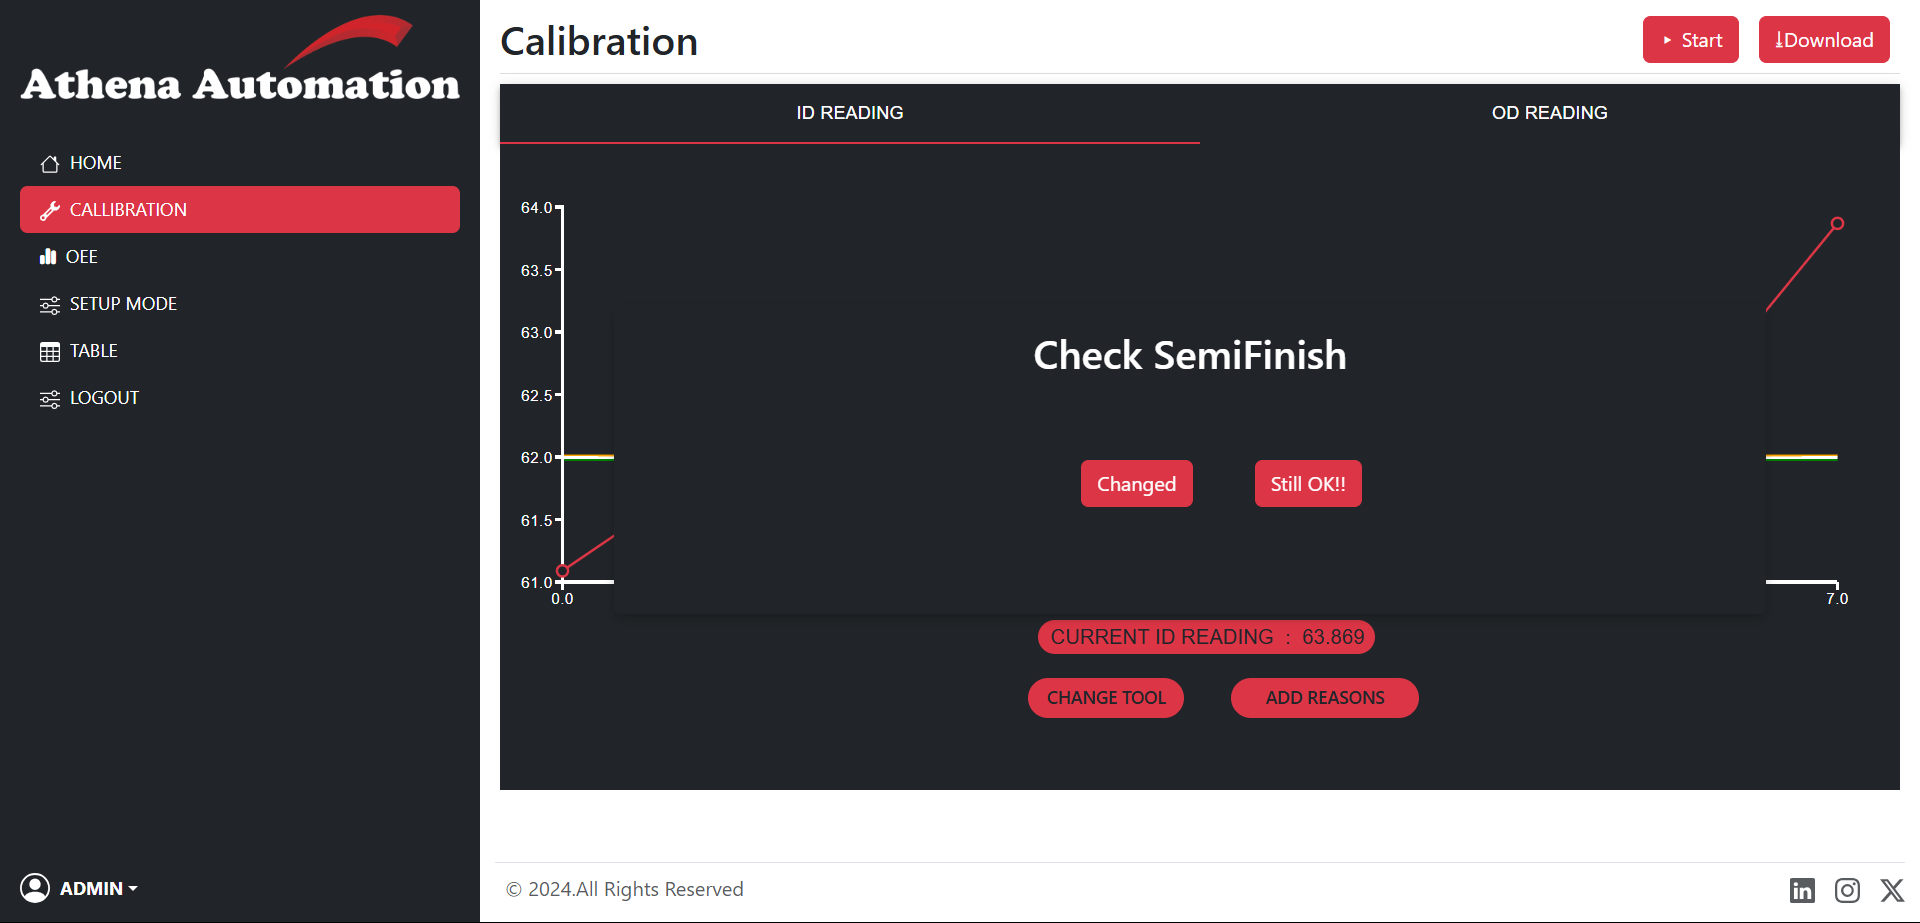 Athena Automation
HOME
CALLIBRATION
OEE
SETUP MODE
TABLE
LOGOUT
ADMIN
Calibration
Start
Download
ID READING
OD READING
64.0
63.5
63.0
62.5
62.0
61.5
61.0
0.0
7.0
Check SemiFinish
Changed
Still OK!!
CURRENT ID READING : 63.869
CHANGE TOOL
ADD REASONS
© 2024.All Rights Reserved